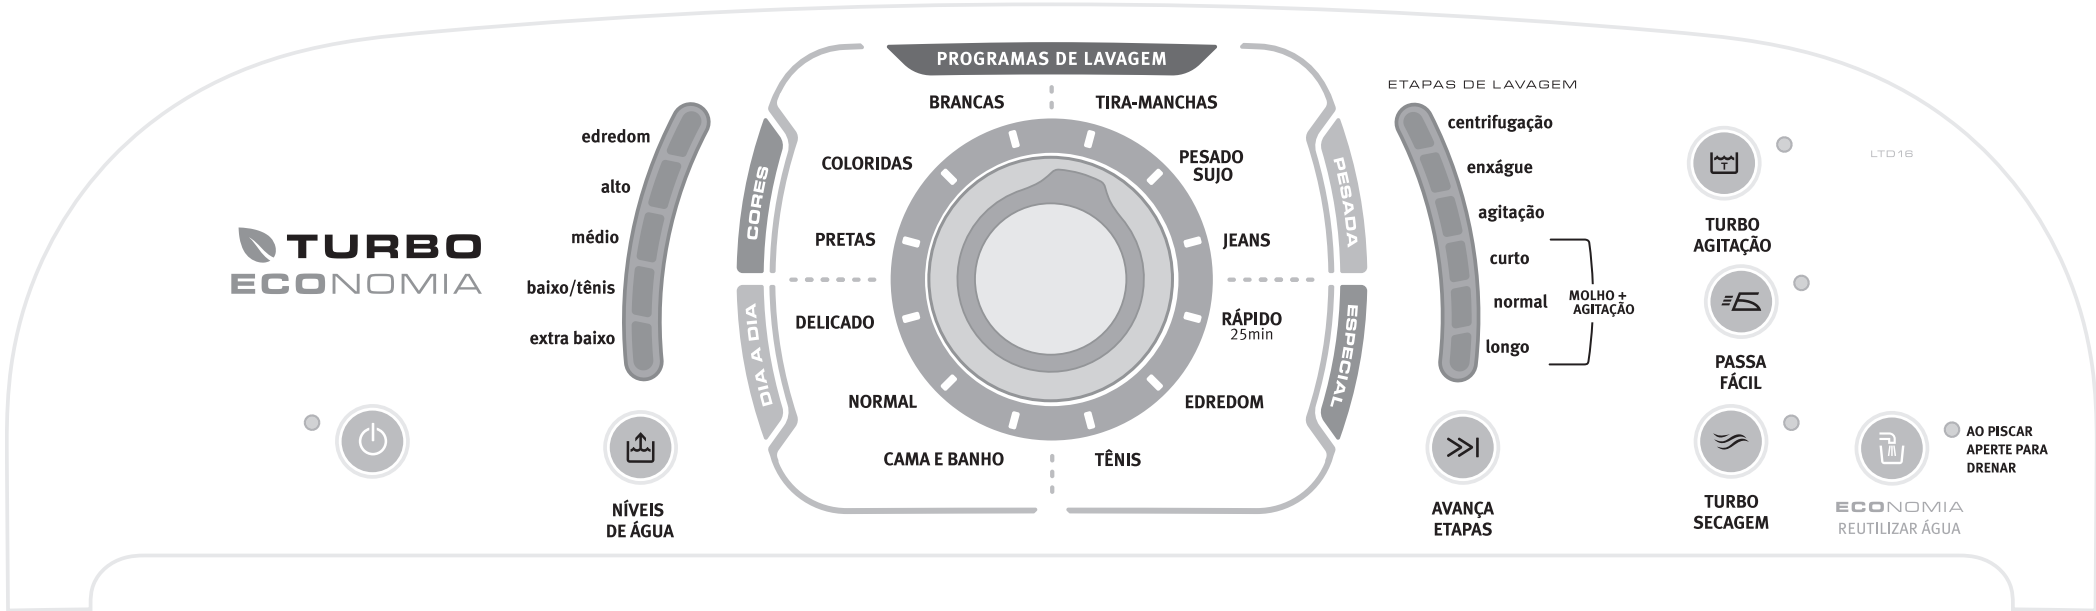 TURBO
ECONOMIA
edredom
alto
médio
baixo/tênis
extra baixo
NÍVEIS
DE ÁGUA
PROGRAMAS DE LAVAGEM
CORES
BRANCAS
COLORIDAS
PRETAS
DIA A DIA
DELICADO
NORMAL
CAMA E BANHO
PESADA
TIRA-MANCHAS
PESADO
SUJO
JEANS
ESPECIAL
RÁPIDO
25min
EDREDOM
TÊNIS
ETAPAS DE LAVAGEM
centrifugação
enxágue
agitação
curto
normal
longo
MOLHO +
AGITAÇÃO
AVANÇA
ETAPAS
TURBO
AGITAÇÃO
PASSA
FÁCIL
TURBO
SECAGEM
LTD16
AO PISCAR
APERTE PARA
DRENAR
ECONOMIA
REUTILIZAR ÁGUA